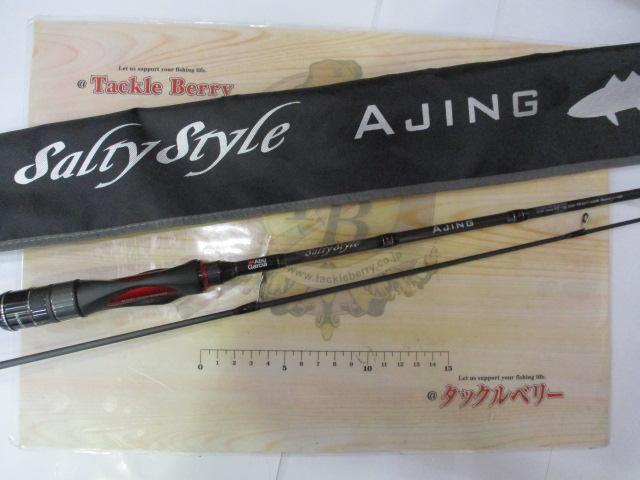 Let us support your fishing life.
@ Tackle Berry
Salty Style AJING
Abu Garcia
Salty Style AJING
www.tackleberry.co.jp
0 5 10 15
Let us support your fishing life.
@ タックルベリー